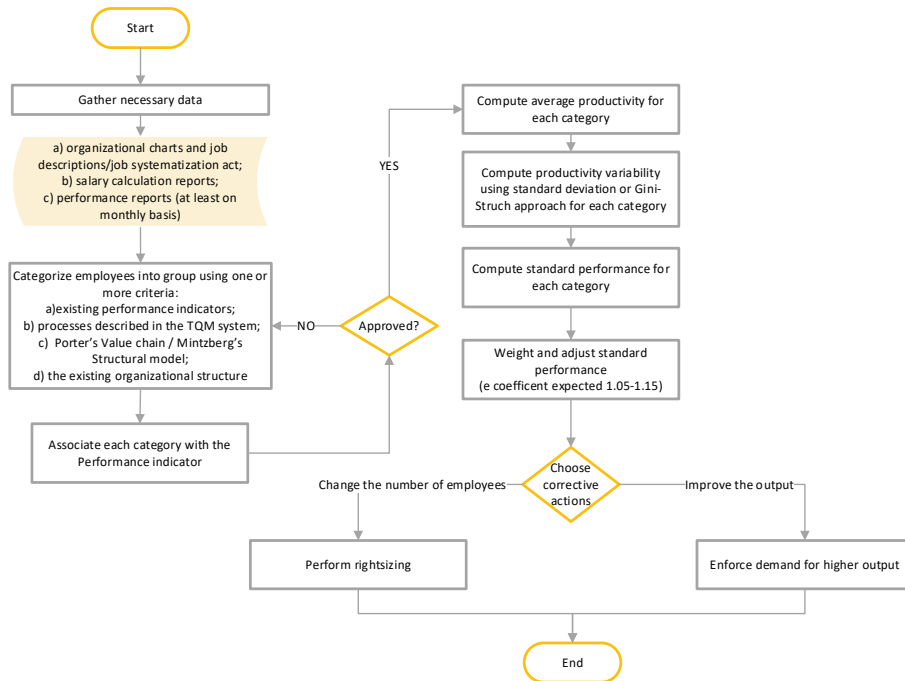 Start
Gather necessary data
a) organizational charts and job
descriptions/job systematization act;
b) salary calculation reports;
c) performance reports (at least on
monthly basis)
Categorize employees into group using one or
more criteria:
a)existing performance indicators;
b) processes described in the TQM system;
c) Porter's Value chain / Mintzberg's
Structural model;
d) the existing organizational structure
Associate each category with the
Performance indicator
NO
Approved?
YES
Compute average productivity for
each category
Compute productivity variability
using standard deviation or Gini-
Struch approach for each category
Compute standard performance for
each category
Weight and adjust standard
performance
(e coefficent expected 1.05-1.15)
Choose
corrective
actions
Change the number of employees
Improve the output
Perform rightsizing
Enforce demand for higher output
End